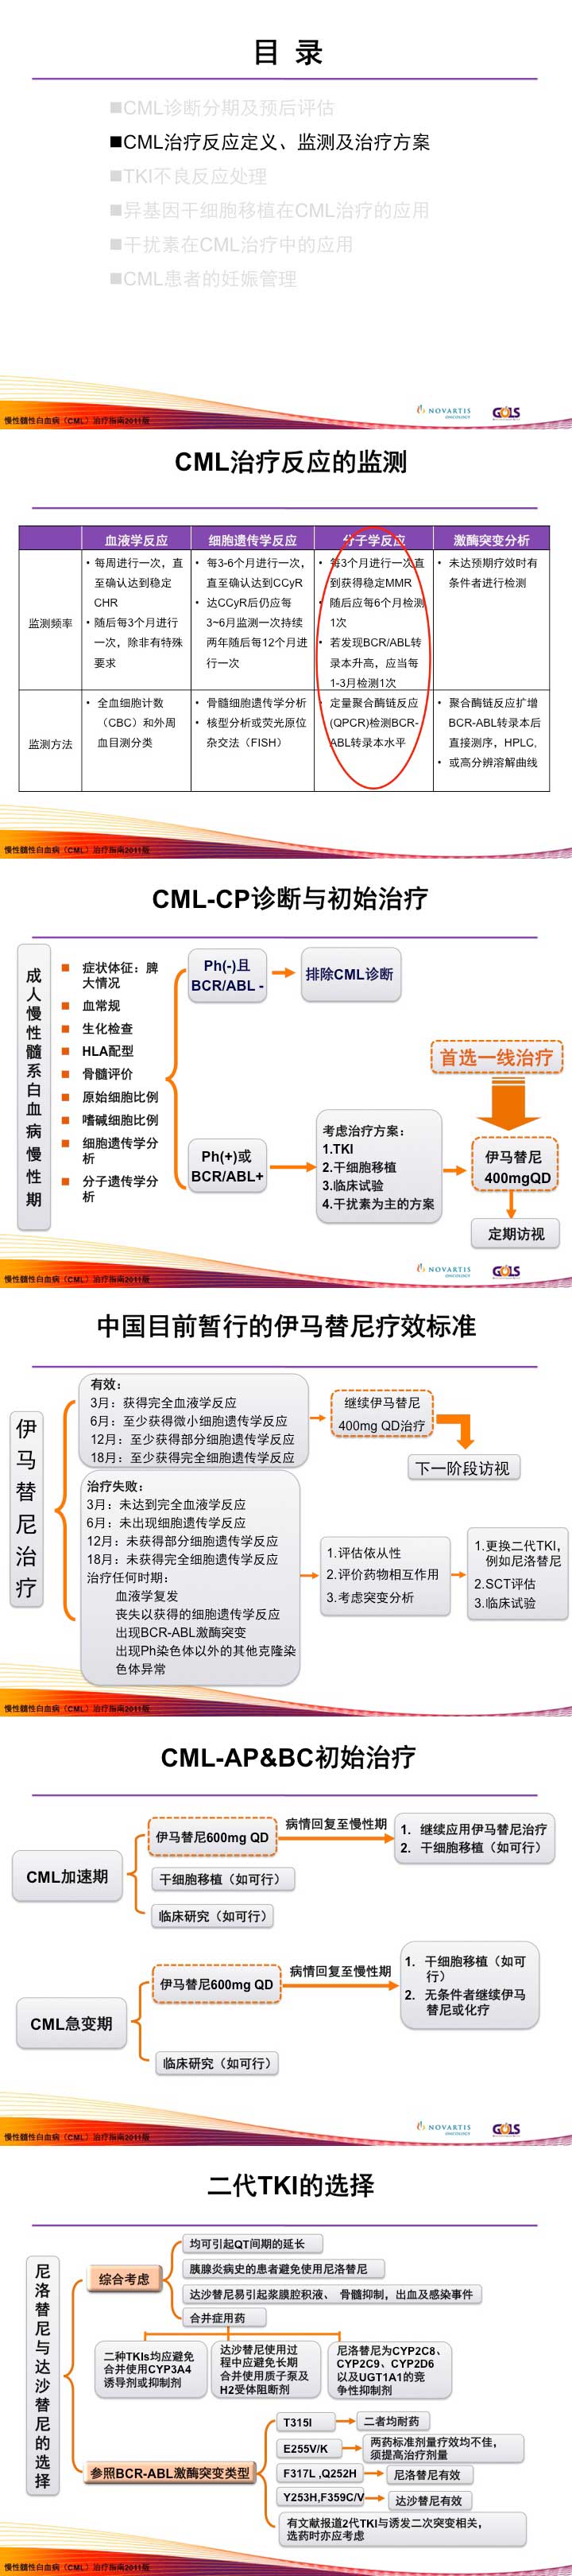 目 录
■CML诊断分期及预后评估
■CML治疗反应定义、监测及治疗方案
■TKI不良反应处理
■异基因干细胞移植在CML治疗的应用
■干扰素在CML治疗中的应用
■CML患者的妊娠管理
慢性髓性白血病（CML）治疗指南2011版
NOVARTIS
ONCOLOGY
GOLS
CML治疗反应的监测
血液学反应
细胞遗传学反应
分子学反应
激酶突变分析
监测频率
• 每周进行一次，直
至确认达到稳定
CHR
• 随后每3个月进行
一次，除非有特殊
要求
• 每3-6个月进行一次，
直至确认达到CCyR
• 达CCyR后仍应每
3~6月监测一次持续
两年随后每12个月进
行一次
• 每3个月进行一次直
到获得稳定MMR
• 随后应每6个月检测
1次
• 若发现BCR/ABL转
录本升高，应当每
1-3月检测1次
• 未达预期疗效时有
条件者进行检测
监测方法
• 全血细胞计数
（CBC）和外周
血目测分类
• 骨髓细胞遗传学分析
• 核型分析或荧光原位
杂交法（FISH）
• 定量聚合酶链反应
(QPCR)检测BCR-
ABL转录本水平
• 聚合酶链反应扩增
BCR-ABL转录本后
直接测序，HPLC,
• 或高分辨溶解曲线
慢性髓性白血病（CML）治疗指南2011版
CML-CP诊断与初始治疗
成人慢性髓系白血病慢性期
■ 症状体征：脾
大情况
■ 血常规
■ 生化检查
■ HLA配型
■ 骨髓评价
■ 原始细胞比例
■ 嗜碱细胞比例
■ 细胞遗传学分
析
■ 分子遗传学分
析
Ph(-)且
BCR/ABL -
排除CML诊断
Ph(+)或
BCR/ABL+
考虑治疗方案：
1.TKI
2.干细胞移植
3.临床试验
4.干扰素为主的方案
首选一线治疗
伊马替尼
400mgQD
定期访视
慢性髓性白血病（CML）治疗指南2011版
NOVARTIS
ONCOLOGY
GOLS
中国目前暂行的伊马替尼疗效标准
伊马替尼治疗
有效：
3月：获得完全血液学反应
6月：至少获得微小细胞遗传学反应
12月：至少获得部分细胞遗传学反应
18月：至少获得完全细胞遗传学反应
继续伊马替尼
400mg QD治疗
下一阶段访视
治疗失败：
3月：未达到完全血液学反应
6月：未出现细胞遗传学反应
12月：未获得部分细胞遗传学反应
18月：未获得完全细胞遗传学反应
治疗任何时期：
血液学复发
丧失以获得的细胞遗传学反应
出现BCR-ABL激酶突变
出现Ph染色体以外的其他克隆染
色体异常
1.评估依从性
2.评价药物相互作用
3.考虑突变分析
1.更换二代TKI,
例如尼洛替尼
2.SCT评估
3.临床试验
慢性髓性白血病（CML）治疗指南2011版
CML-AP&BC初始治疗
CML加速期
伊马替尼600mg QD
病情回复至慢性期
1. 继续应用伊马替尼治疗
2. 干细胞移植（如可行）
干细胞移植（如可行）
临床研究（如可行）
CML急变期
伊马替尼600mg QD
病情回复至慢性期
1. 干细胞移植（如可
行）
2. 无条件者继续伊马
替尼或化疗
临床研究（如可行）
慢性髓性白血病（CML）治疗指南2011版
NOVARTIS
ONCOLOGY
GOLS
二代TKI的选择
尼洛替尼与达沙替尼的选择
综合考虑
均可引起QT间期的延长
胰腺炎病史的患者避免使用尼洛替尼
达沙替尼易引起浆膜腔积液、 骨髓抑制，出血及感染事件
合并症用药
二种TKIs均应避免
合并使用CYP3A4
诱导剂或抑制剂
达沙替尼使用过
程中应避免长期
合并使用质子泵及
H2受体阻断剂
尼洛替尼为CYP2C8、
CYP2C9、CYP2D6
以及UGT1A1的竞
争性抑制剂
参照BCR-ABL激酶突变类型
T315I
二者均耐药
E255V/K
两药标准剂量疗效均不佳，
须提高治疗剂量
F317L ,Q252H
尼洛替尼有效
Y253H,F359C/V
达沙替尼有效
有文献报道2代TKI与诱发二次突变相关，
选药时亦应考虑
慢性髓性白血病（CML）治疗指南2011版